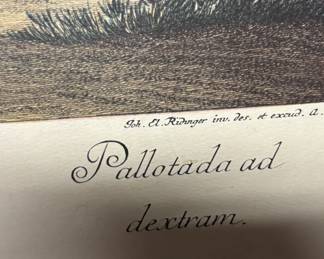 Joh. El. Ridinger inv. des. et excud. A.
Pallotada ad
dextram.